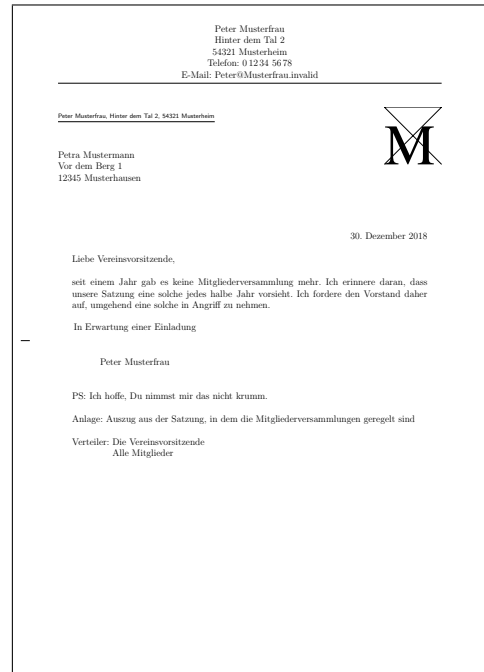 Peter Musterfrau
Hinter dem Tal 2
54321 Musterheim
Telefon: 0 12 34 56 78
E-Mail: Peter@Musterfrau.invalid
Peter Musterfrau, Hinter dem Tal 2, 54321 Musterheim
M
Petra Mustermann
Vor dem Berg 1
12345 Musterhausen
30. Dezember 2018
Liebe Vereinsvorsitzende,
seit einem Jahr gab es keine Mitgliederversammlung mehr. Ich erinnere daran, dass
unsere Satzung eine solche jedes halbe Jahr vorsieht. Ich fordere den Vorstand daher
auf, umgehend eine solche in Angriff zu nehmen.
In Erwartung einer Einladung
Peter Musterfrau
PS: Ich hoffe, Du nimmst mir das nicht krumm.
Anlage: Auszug aus der Satzung, in dem die Mitgliederversammlungen geregelt sind
Verteiler: Die Vereinsvorsitzende
Alle Mitglieder